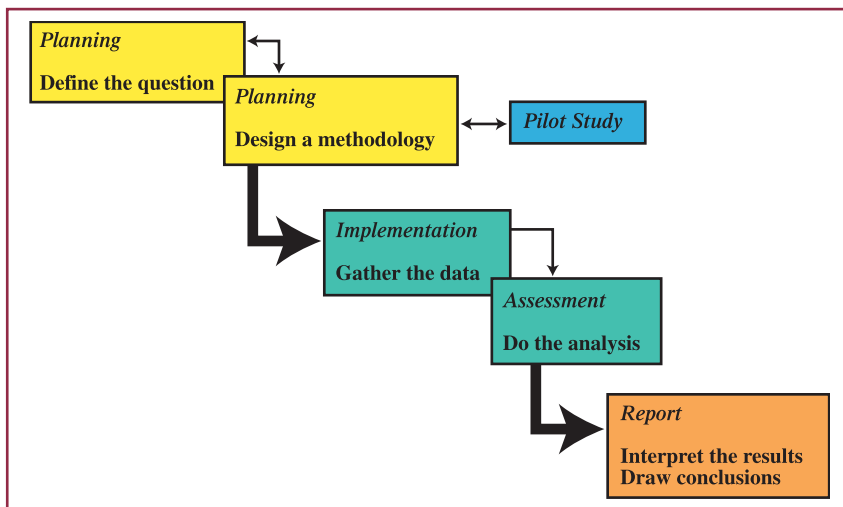 Planning
Define the question
Planning
Design a methodology
Pilot Study
Implementation
Gather the data
Assessment
Do the analysis
Report
Interpret the results
Draw conclusions